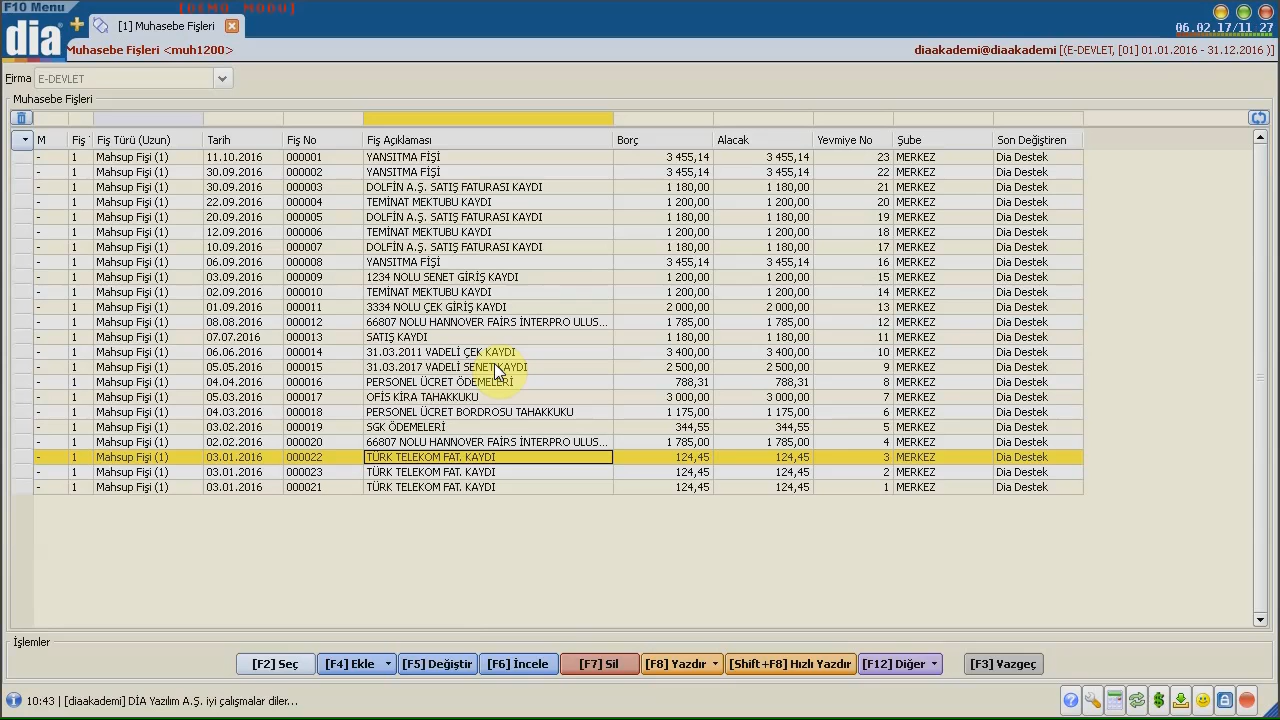 F10 Menu
[DEMO MODU]
dia
[1] Muhasebe Fişleri
06.02.17/11 27
Muhasebe Fişleri <muh1200>
diaakademi@diaakademi [(E-DEVLET, [01] 01.01.2016 - 31.12.2016 )]
Firma E-DEVLET
Muhasebe Fişleri
M Fiş Fiş Türü (Uzun) Tarih Fiş No Fiş Açıklaması Borç Alacak Yevmiye No Şube Son Değiştiren
- 1 Mahsup Fişi (1) 11.10.2016 000001 YANSITMA FİŞİ 3 455,14 3 455,14 23 MERKEZ Dia Destek
- 1 Mahsup Fişi (1) 30.09.2016 000002 YANSITMA FİŞİ 3 455,14 3 455,14 22 MERKEZ Dia Destek
- 1 Mahsup Fişi (1) 30.09.2016 000003 DOLFİN A.Ş. SATIŞ FATURASI KAYDI 1 180,00 1 180,00 21 MERKEZ Dia Destek
- 1 Mahsup Fişi (1) 22.09.2016 000004 TEMİNAT MEKTUBU KAYDI 1 200,00 1 200,00 20 MERKEZ Dia Destek
- 1 Mahsup Fişi (1) 20.09.2016 000005 DOLFİN A.Ş. SATIŞ FATURASI KAYDI 1 180,00 1 180,00 19 MERKEZ Dia Destek
- 1 Mahsup Fişi (1) 12.09.2016 000006 TEMİNAT MEKTUBU KAYDI 1 200,00 1 200,00 18 MERKEZ Dia Destek
- 1 Mahsup Fişi (1) 10.09.2016 000007 DOLFİN A.Ş. SATIŞ FATURASI KAYDI 1 180,00 1 180,00 17 MERKEZ Dia Destek
- 1 Mahsup Fişi (1) 06.09.2016 000008 YANSITMA FİŞİ 3 455,14 3 455,14 16 MERKEZ Dia Destek
- 1 Mahsup Fişi (1) 03.09.2016 000009 1234 NOLU SENET GİRİŞ KAYDI 1 200,00 1 200,00 15 MERKEZ Dia Destek
- 1 Mahsup Fişi (1) 02.09.2016 000010 TEMİNAT MEKTUBU KAYDI 1 200,00 1 200,00 14 MERKEZ Dia Destek
- 1 Mahsup Fişi (1) 01.09.2016 000011 3334 NOLU ÇEK GİRİŞ KAYDI 2 000,00 2 000,00 13 MERKEZ Dia Destek
- 1 Mahsup Fişi (1) 08.08.2016 000012 66807 NOLU HANNOVER FAİRS İNTERPRO ULUS... 1 785,00 1 785,00 12 MERKEZ Dia Destek
- 1 Mahsup Fişi (1) 07.07.2016 000013 SATIŞ KAYDI 1 180,00 1 180,00 11 MERKEZ Dia Destek
- 1 Mahsup Fişi (1) 06.06.2016 000014 31.03.2011 VADELİ ÇEK KAYDI 3 400,00 3 400,00 10 MERKEZ Dia Destek
- 1 Mahsup Fişi (1) 05.05.2016 000015 31.03.2017 VADELİ SENET KAYDI 2 500,00 2 500,00 9 MERKEZ Dia Destek
- 1 Mahsup Fişi (1) 04.04.2016 000016 PERSONEL ÜCRET ÖDEMELERİ 788,31 788,31 8 MERKEZ Dia Destek
- 1 Mahsup Fişi (1) 05.03.2016 000017 OFİS KİRA TAHAKKUKU 3 000,00 3 000,00 7 MERKEZ Dia Destek
- 1 Mahsup Fişi (1) 04.03.2016 000018 PERSONEL ÜCRET BORDROSU TAHAKKUKU 1 175,00 1 175,00 6 MERKEZ Dia Destek
- 1 Mahsup Fişi (1) 03.02.2016 000019 SGK ÖDEMELERİ 344,55 344,55 5 MERKEZ Dia Destek
- 1 Mahsup Fişi (1) 02.02.2016 000020 66807 NOLU HANNOVER FAİRS İNTERPRO ULUS... 1 785,00 1 785,00 4 MERKEZ Dia Destek
- 1 Mahsup Fişi (1) 03.01.2016 000022 TÜRK TELEKOM FAT. KAYDI 124,45 124,45 3 MERKEZ Dia Destek
- 1 Mahsup Fişi (1) 03.01.2016 000023 TÜRK TELEKOM FAT. KAYDI 124,45 124,45 2 MERKEZ Dia Destek
- 1 Mahsup Fişi (1) 03.01.2016 000021 TÜRK TELEKOM FAT. KAYDI 124,45 124,45 1 MERKEZ Dia Destek
İşlemler
[F2] Seç [F4] Ekle [F5] Değiştir [F6] İncele [F7] Sil [F8] Yazdır [Shift+F8] Hızlı Yazdır [F12] Diğer [F3] Vazgeç
10:43 | [diaakademi] DİA Yazılım A.Ş. iyi çalışmalar diler...